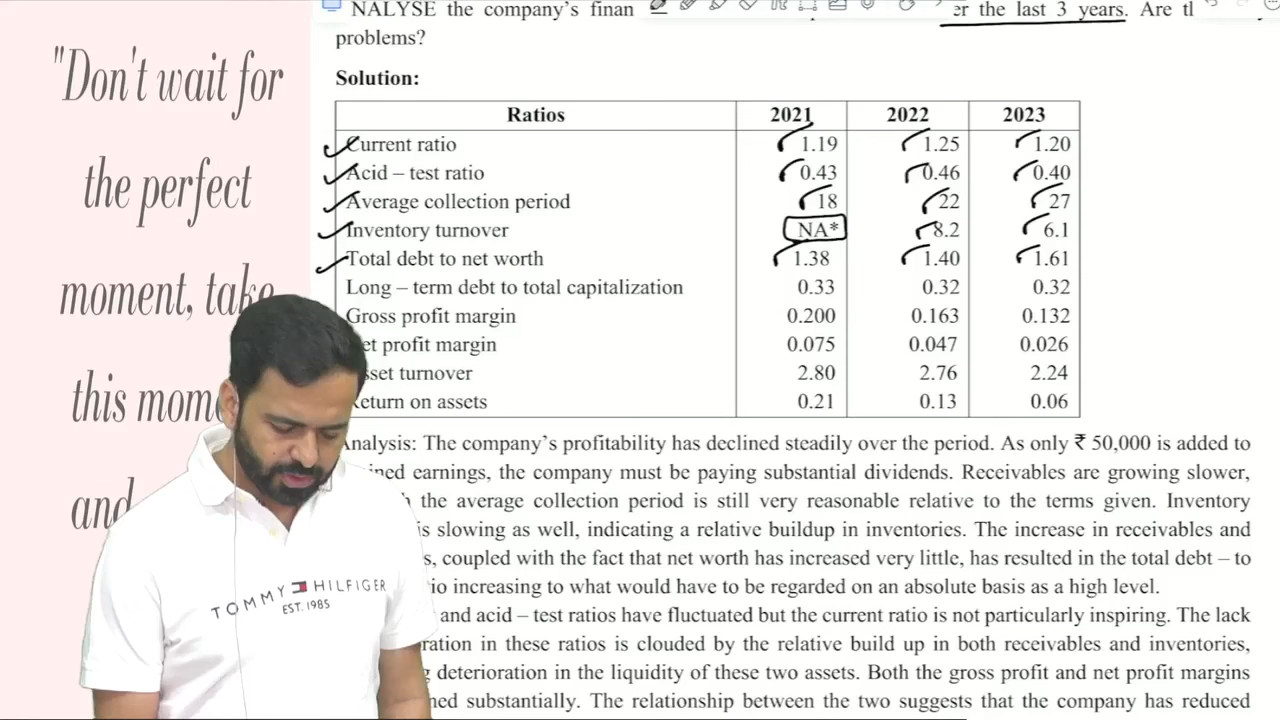 "Don't wait for
the perfect
moment, take
this mome
and
NALYSE the company's finan
er the last 3 years. Are
problems?
Solution:
Ratios 2021 2022 2023
Current ratio 1.19 1.25 1.20
Acid – test ratio 0.43 0.46 0.40
Average collection period 18 22 27
Inventory turnover NA* 8.2 6.1
Total debt to net worth 1.38 1.40 1.61
Long – term debt to total capitalization 0.33 0.32 0.32
Gross profit margin 0.200 0.163 0.132
et profit margin 0.075 0.047 0.026
sset turnover 2.80 2.76 2.24
eturn on assets 0.21 0.13 0.06
Analysis: The company's profitability has declined steadily over the period. As only ₹ 50,000 is added to
ined earnings, the company must be paying substantial dividends. Receivables are growing slower,
h the average collection period is still very reasonable relative to the terms given. Inventory
is slowing as well, indicating a relative buildup in inventories. The increase in receivables and
s, coupled with the fact that net worth has increased very little, has resulted in the total debt – to
io increasing to what would have to be regarded on an absolute basis as a high level.
and acid – test ratios have fluctuated but the current ratio is not particularly inspiring. The lack
ration in these ratios is clouded by the relative build up in both receivables and inventories,
g deterioration in the liquidity of these two assets. Both the gross profit and net profit margins
ned substantially. The relationship between the two suggests that the company has reduced
TOMMY HILFIGER
EST. 1985